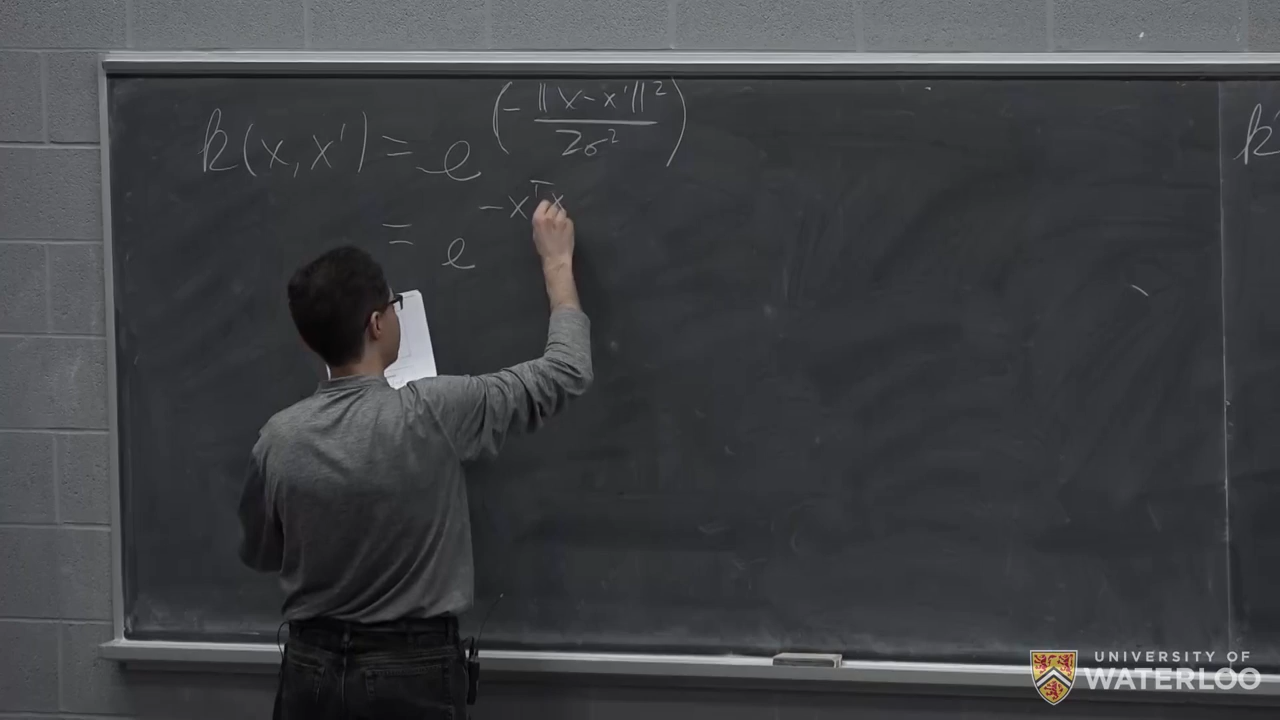 k(x, x') = e^(-||x-x'||²/2σ²)
= e^-xᵀx
k
UNIVERSITY OF
WATERLOO